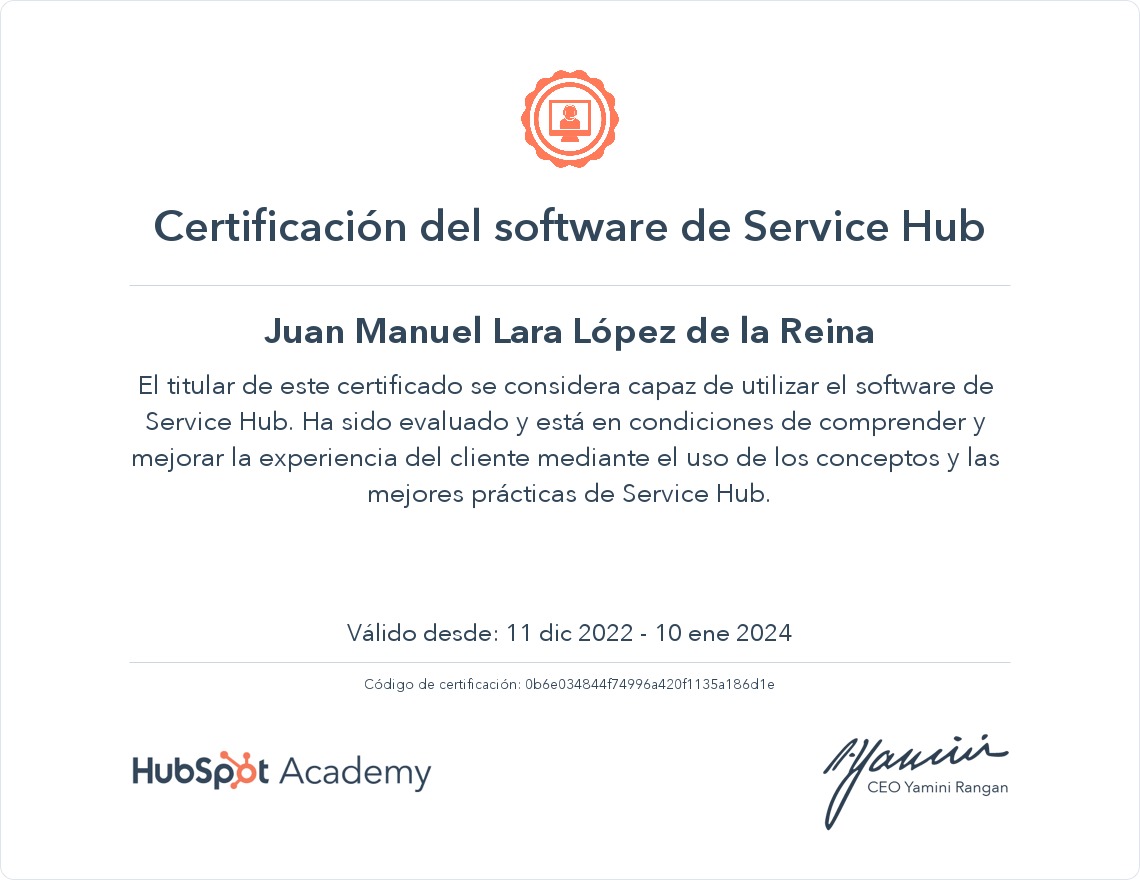 Certificación del software de Service Hub
Juan Manuel Lara López de la Reina
El titular de este certificado se considera capaz de utilizar el software de
Service Hub. Ha sido evaluado y está en condiciones de comprender y
mejorar la experiencia del cliente mediante el uso de los conceptos y las
mejores prácticas de Service Hub.
Válido desde: 11 dic 2022 - 10 ene 2024
Código de certificación: 0b6e034844f74996a420f1135a186d1e
HubSpot Academy
Yamini
CEO Yamini Rangan